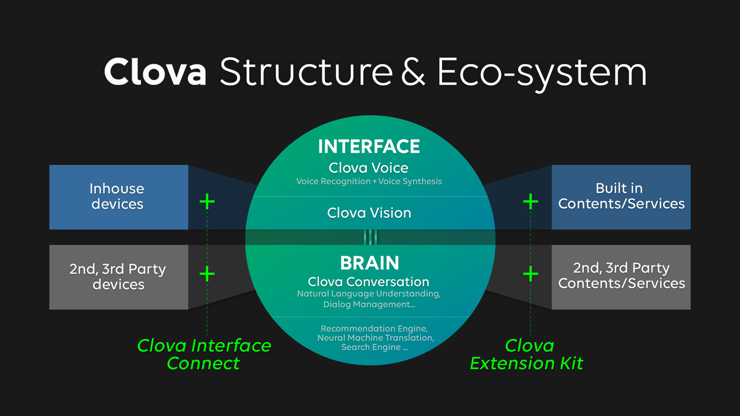 Clova Structure & Eco-system
INTERFACE
Clova Voice
Voice Recognition + Voice Synthesis
Clova Vision
Inhouse
devices
+
+
Built in
Contents/Services
BRAIN
Clova Conversation
Natural Language Understanding,
Dialog Management...
2nd, 3rd Party
devices
+
+
2nd, 3rd Party
Contents/Services
Recommendation Engine,
Neural Machine Translation,
Search Engine ...
Clova Interface
Connect
Clova
Extension Kit